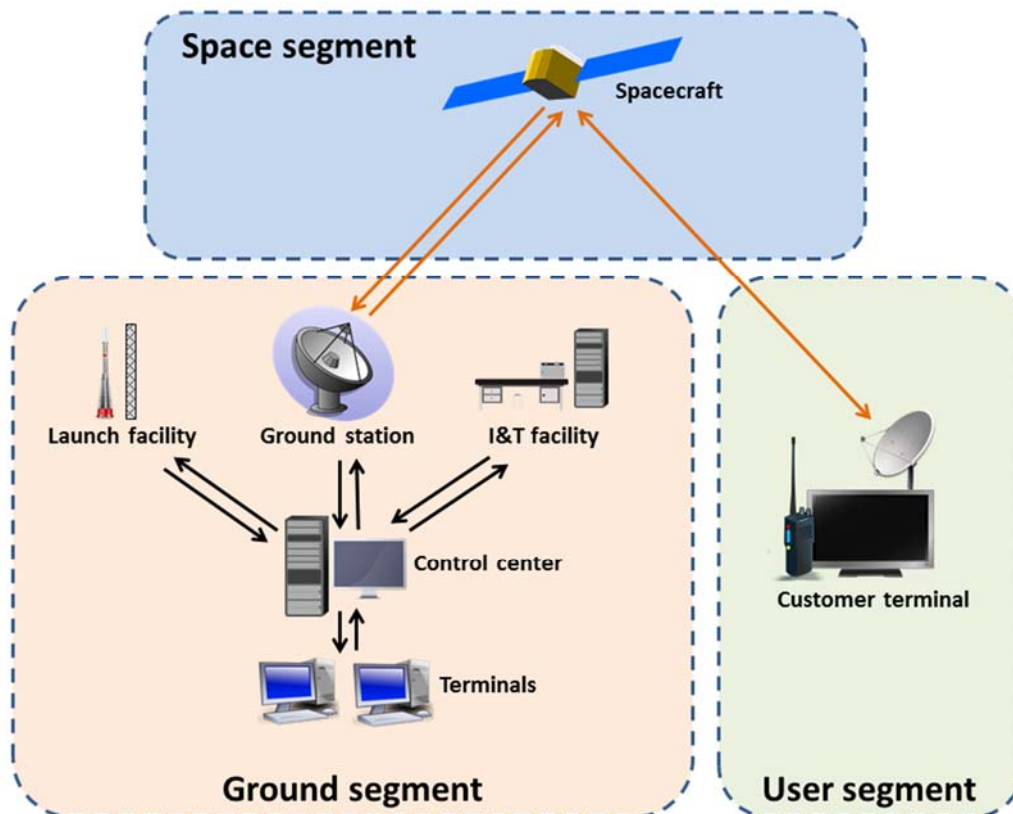 Space segment
Spacecraft
Launch facility
Ground station
I&T facility
Control center
Customer terminal
Terminals
Ground segment
User segment